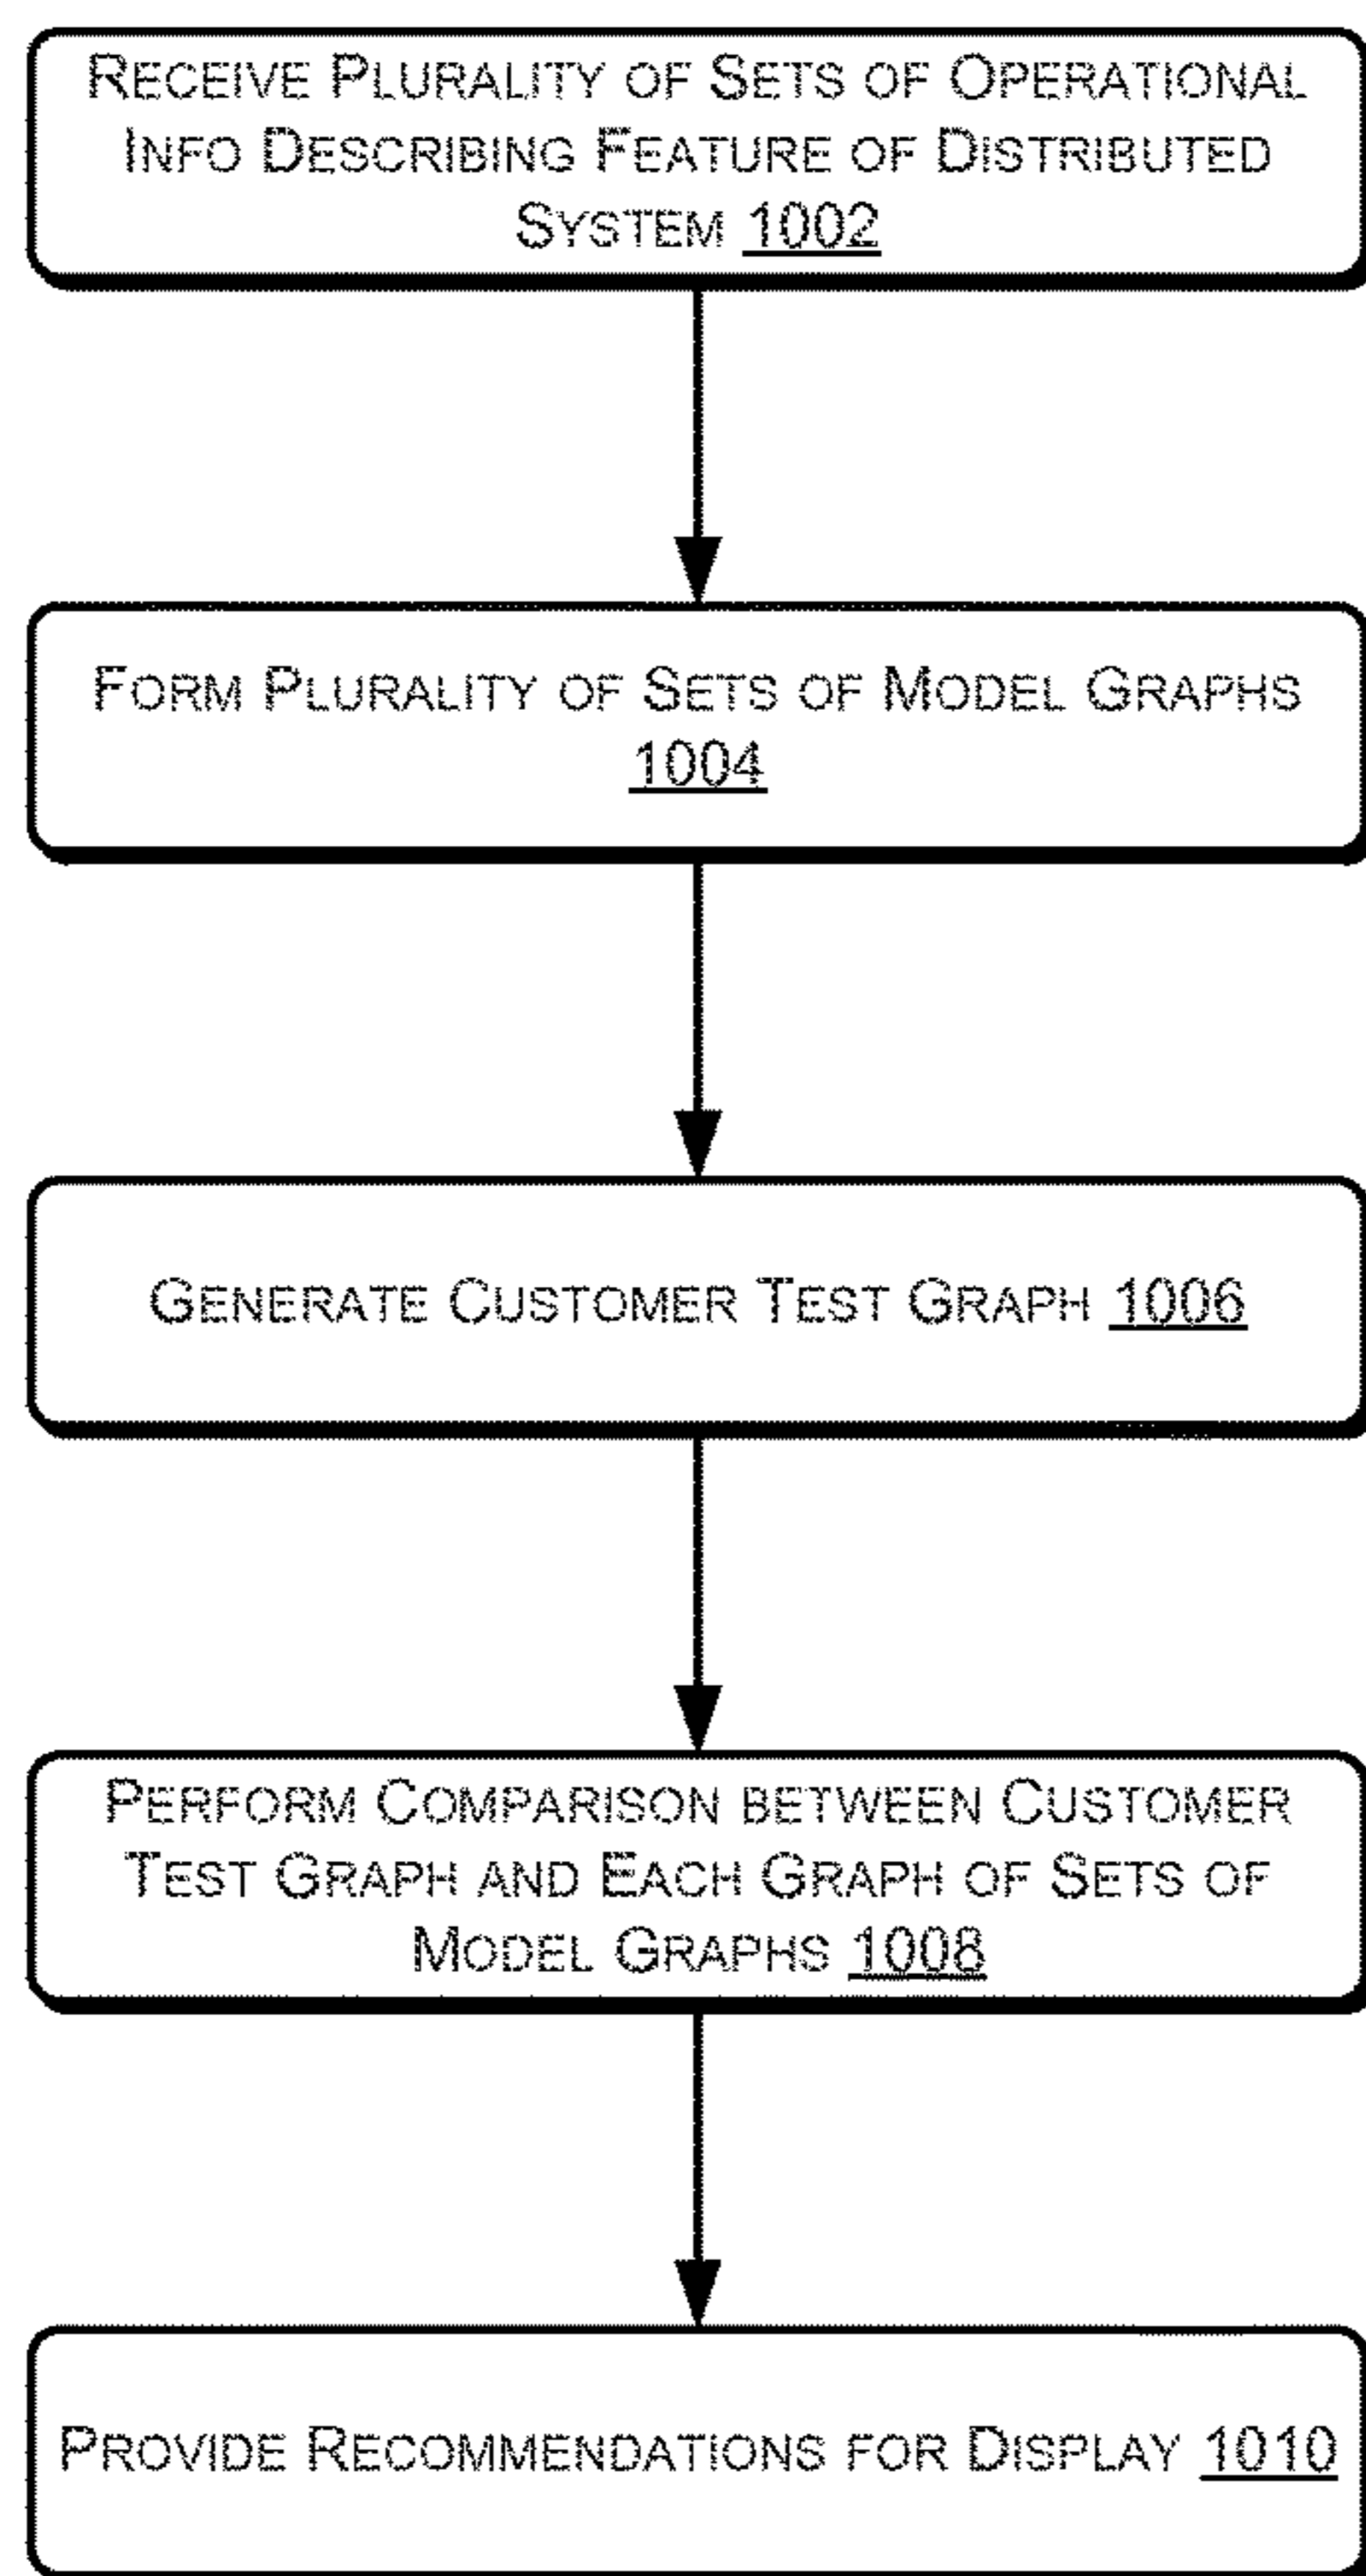 RECEIVE PLURALITY OF SETS OF OPERATIONAL
INFO DESCRIBING FEATURE OF DISTRIBUTED
SYSTEM 1002
FORM PLURALITY OF SETS OF MODEL GRAPHS
1004
GENERATE CUSTOMER TEST GRAPH 1006
PERFORM COMPARISON BETWEEN CUSTOMER
TEST GRAPH AND EACH GRAPH OF SETS OF
MODEL GRAPHS 1008
PROVIDE RECOMMENDATIONS FOR DISPLAY 1010